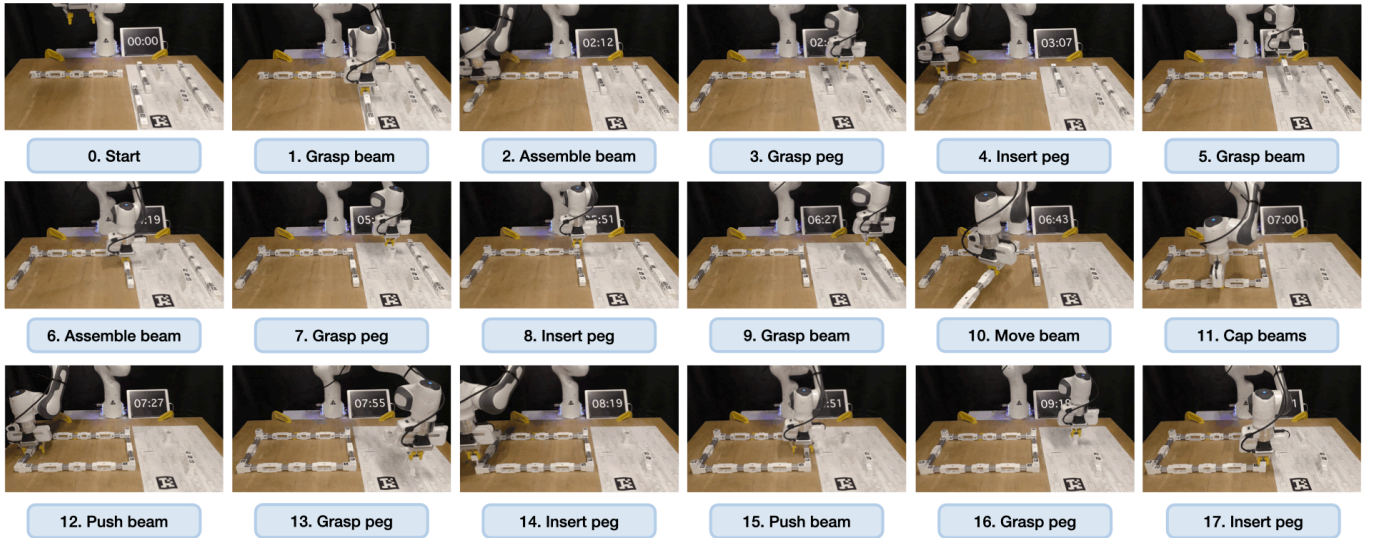 00:00
02:12
03:07
0. Start
1. Grasp beam
2. Assemble beam
3. Grasp peg
4. Insert peg
5. Grasp beam
06:27
06:43
07:00
6. Assemble beam
7. Grasp peg
8. Insert peg
9. Grasp beam
10. Move beam
11. Cap beams
07:27
07:55
08:19
12. Push beam
13. Grasp peg
14. Insert peg
15. Push beam
16. Grasp peg
17. Insert peg